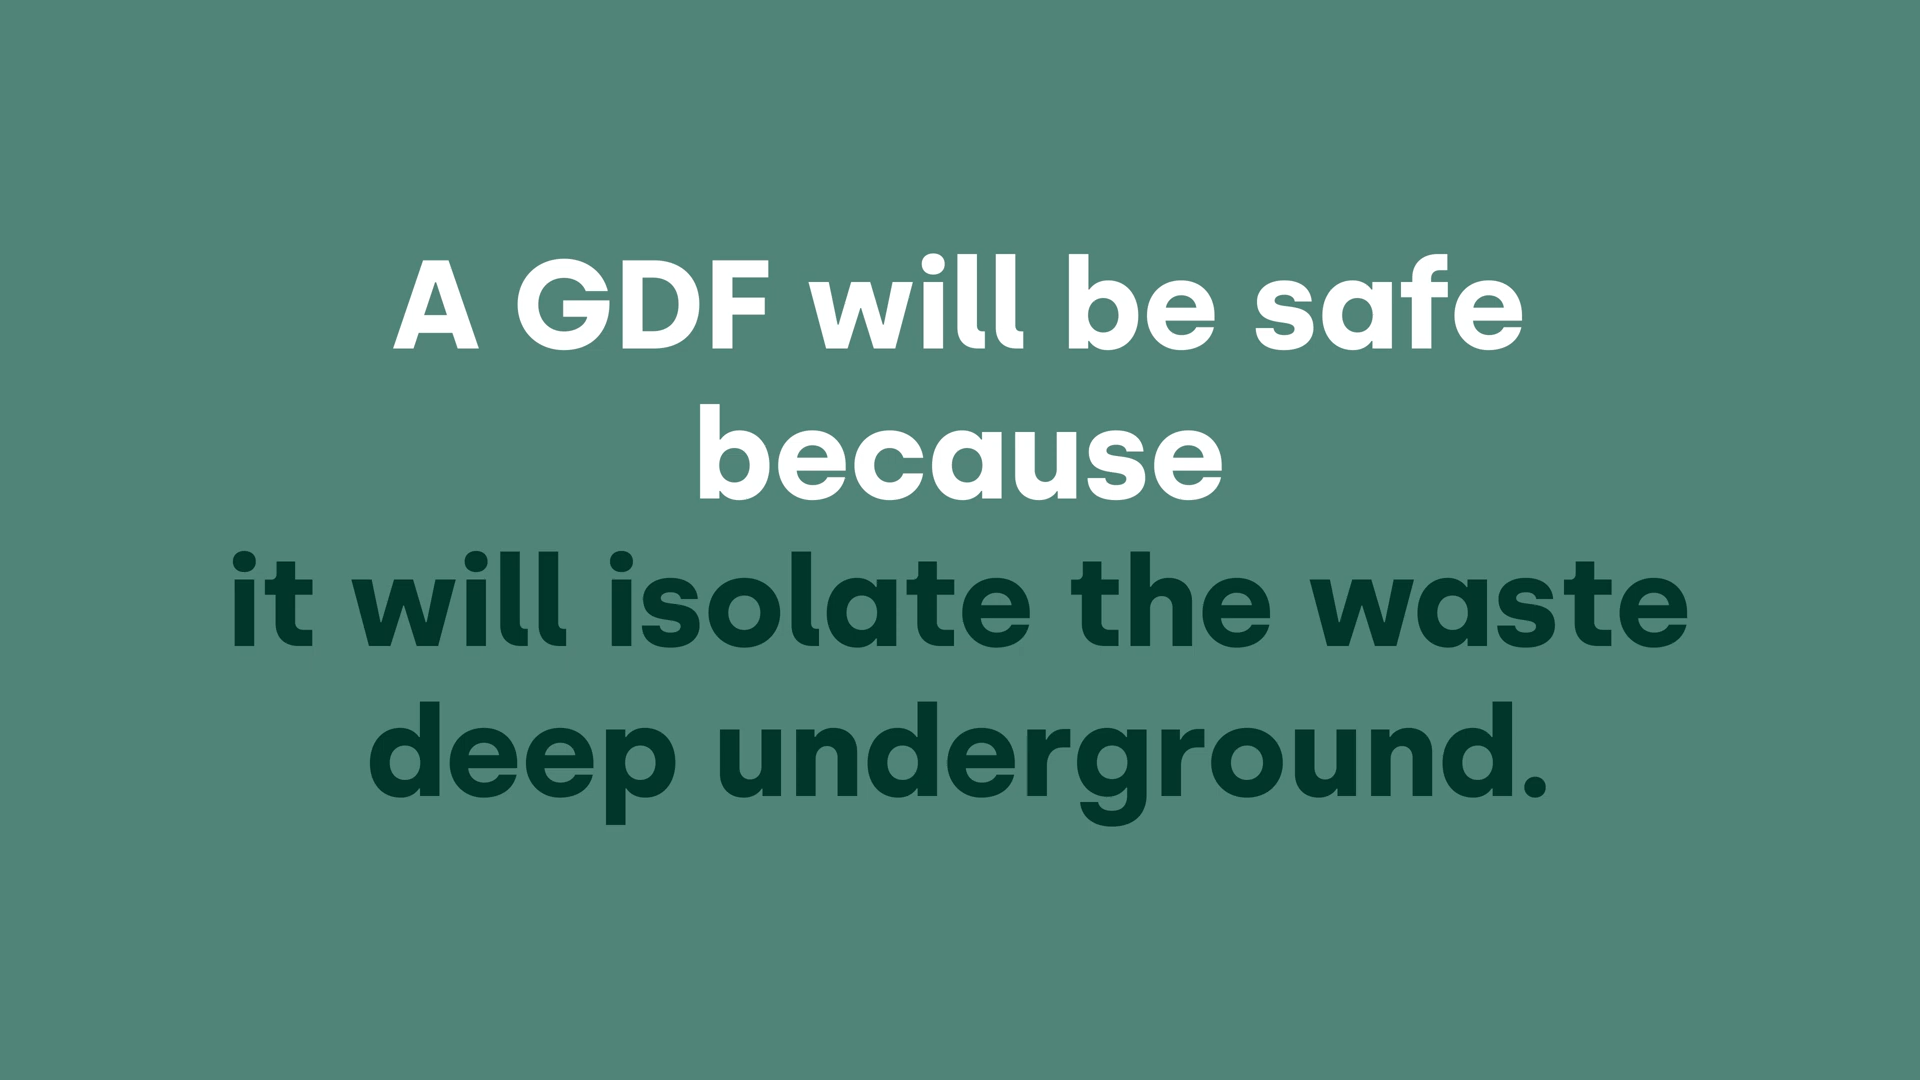 A GDF will be safe
because
it will isolate the waste
deep underground.